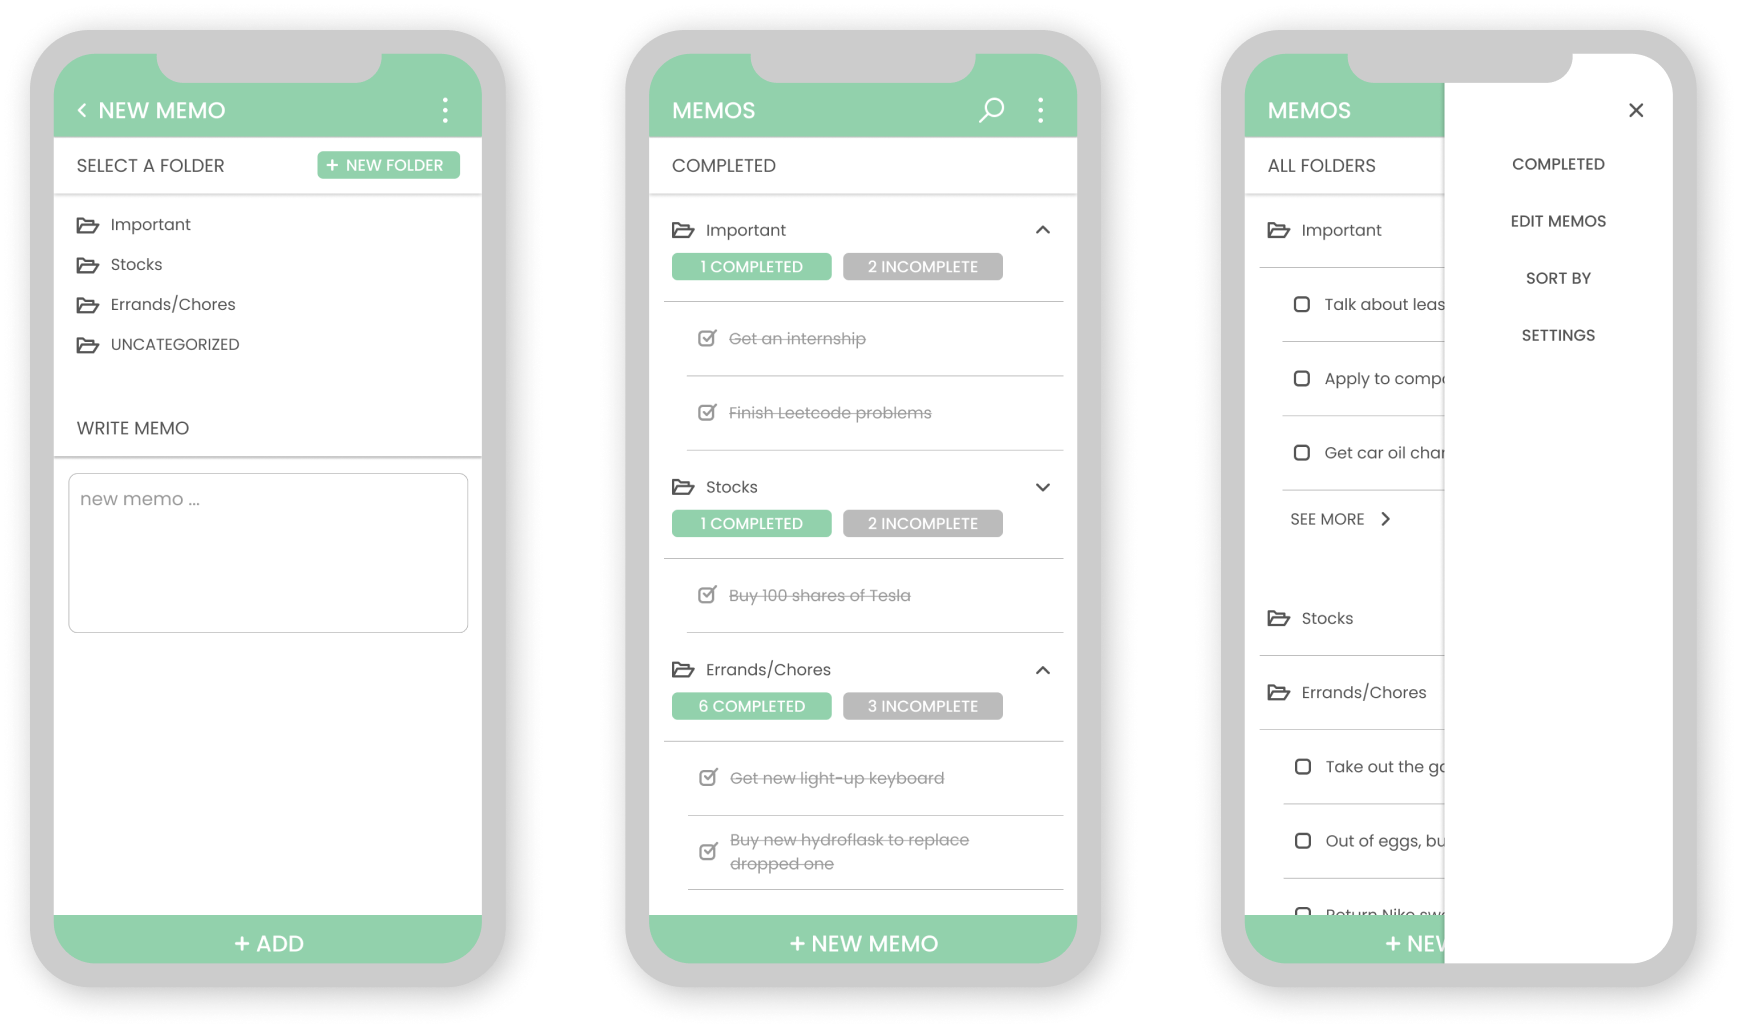 NEW MEMO
SELECT A FOLDER
+ NEW FOLDER
Important
Stocks
Errands/Chores
UNCATEGORIZED
WRITE MEMO
new memo ...
+ ADD
MEMOS
COMPLETED
Important
1 COMPLETED
2 INCOMPLETE
Get an internship
Finish Leetcode problems
Stocks
1 COMPLETED
2 INCOMPLETE
Buy 100 shares of Tesla
Errands/Chores
6 COMPLETED
3 INCOMPLETE
Get new light-up keyboard
Buy new hydroflask to replace
dropped one
+ NEW MEMO
MEMOS
ALL FOLDERS
Important
Talk about leas
Apply to comp
Get car oil char
SEE MORE
Stocks
Errands/Chores
Take out the
Out of eggs, bu
Return Nike
+ NEW
COMPLETED
EDIT MEMOS
SORT BY
SETTINGS